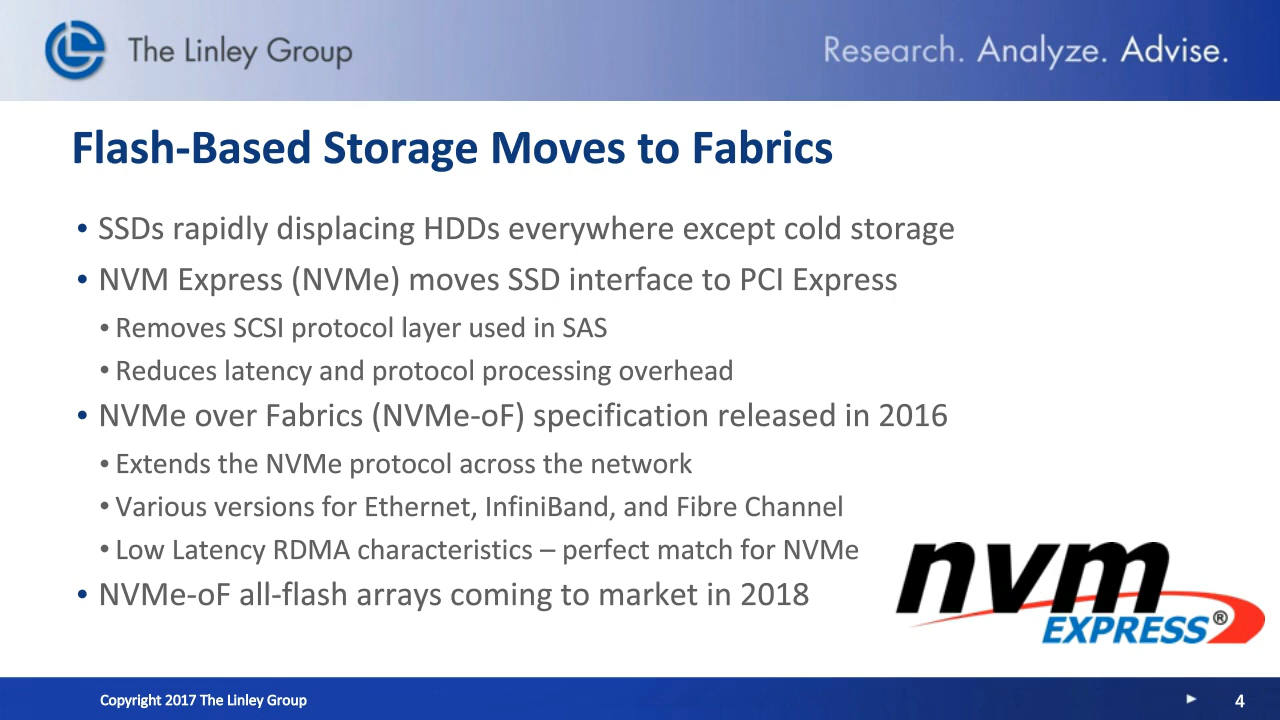 The Linley Group
Research. Analyze. Advise.
Flash-Based Storage Moves to Fabrics
• SSDs rapidly displacing HDDs everywhere except cold storage
• NVM Express (NVMe) moves SSD interface to PCI Express
• Removes SCSI protocol layer used in SAS
• Reduces latency and protocol processing overhead
• NVMe over Fabrics (NVMe-oF) specification released in 2016
• Extends the NVMe protocol across the network
• Various versions for Ethernet, InfiniBand, and Fibre Channel
• Low Latency RDMA characteristics – perfect match for NVMe
• NVMe-oF all-flash arrays coming to market in 2018
nvm
EXPRESS®
Copyright 2017 The Linley Group
4